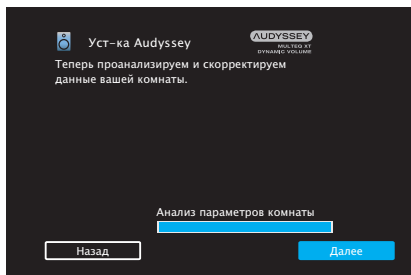 Уст-ка Audyssey
AUDYSSEY
MULTEQ XT
DYNAMIC VOLUME
Теперь проанализируем и скорректируем
данные вашей комнаты.
Анализ параметров комнаты
Назад
Далее